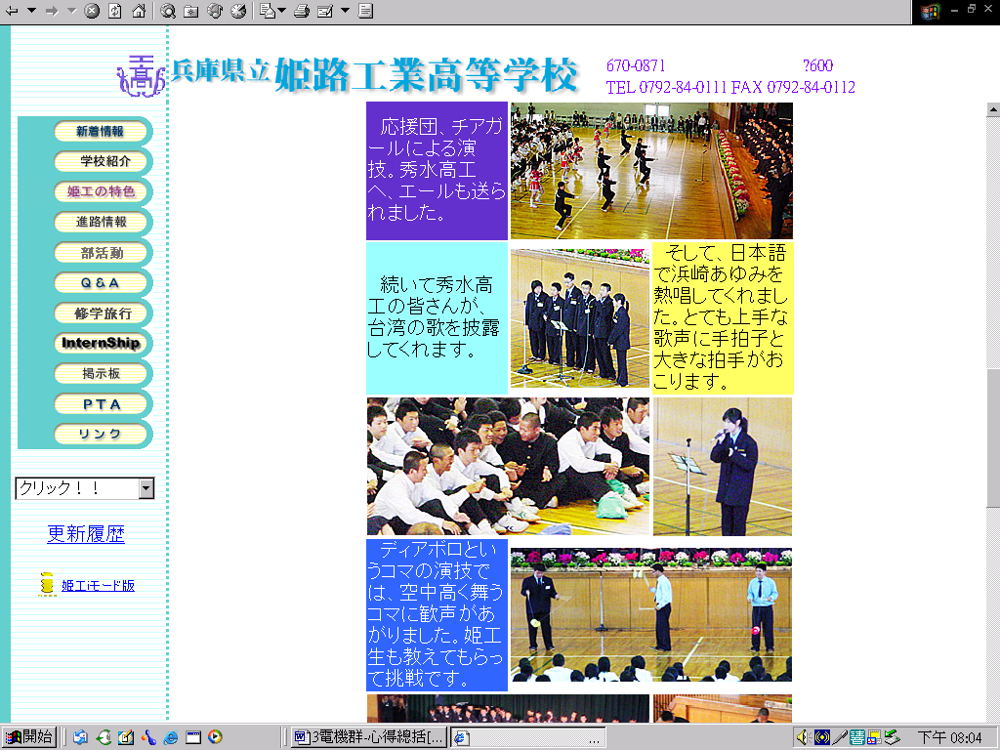 兵庫県立姫路工業高等学校
670-0871 ?600
TEL 0792-84-0111 FAX 0792-84-0112
新着情報
学校紹介
姫工の特色
進路情報
部活動
Q & A
修学旅行
InternShip
掲示板
P T A
リンク
クリック！！
更新履歴
姫工iモード版
応援団、チアガ
ールによる演
技。秀水高工
へ、エールも送ら
れました。
続いて秀水高
工の皆さんが、
台湾の歌を披露
してくれます。
そして、日本語
で浜崎あゆみを
熱唱してくれまし
た。とても上手な
歌声に手拍子と
大きな拍手がお
こります。
ディアボロとい
うコマの演技で
は、空中高く舞う
コマに歓声があ
がりました。姫工
生も教えてもらっ
て挑戦です。
開始
3電機群-心得總括[...
...
下午 08:04